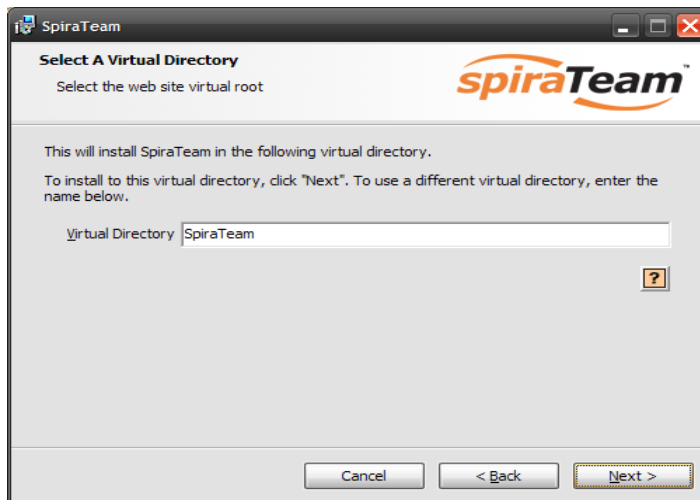 SpiraTeam
Select A Virtual Directory
Select the web site virtual root
spiraTeam™
This will install SpiraTeam in the following virtual directory.
To install to this virtual directory, click "Next". To use a different virtual directory, enter the
name below.
Virtual Directory SpiraTeam
?
Cancel < Back Next >